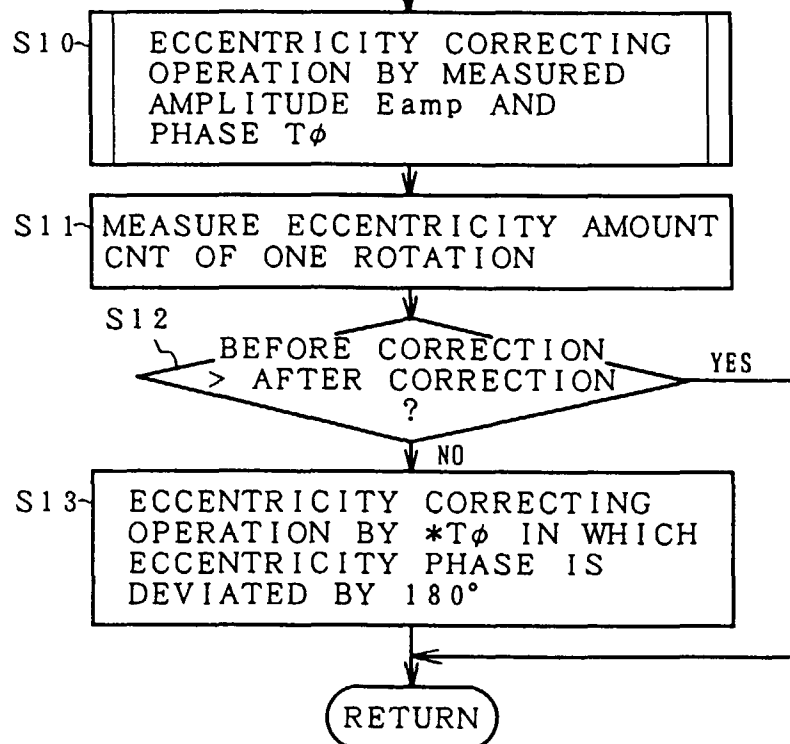 S10
ECCENTRICITY CORRECTING
OPERATION BY MEASURED
AMPLITUDE Eamp AND
PHASE Tϕ
S11
MEASURE ECCENTRICITY AMOUNT
CNT OF ONE ROTATION
S12
BEFORE CORRECTION
> AFTER CORRECTION
?
YES
NO
S13
ECCENTRICITY CORRECTING
OPERATION BY *Tϕ IN WHICH
ECCENTRICITY PHASE IS
DEVIATED BY 180°
RETURN